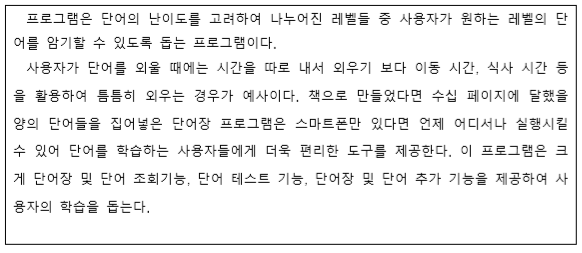 프로그램은 단어의 난이도를 고려하여 나누어진 레벨들 중 사용자가 원하는 레벨의 단
어를 암기할 수 있도록 돕는 프로그램이다.
사용자가 단어를 외울 때에는 시간을 따로 내서 외우기 보다 이동 시간, 식사 시간 등
을 활용하여 틈틈히 외우는 경우가 예사이다. 책으로 만들었다면 수십 페이지에 달했을
양의 단어들을 집어넣은 단어장 프로그램은 스마트폰만 있다면 언제 어디서나 실행시킬
수 있어 단어를 학습하는 사용자들에게 더욱 편리한 도구를 제공한다. 이 프로그램은 크
게 단어장 및 단어 조회기능, 단어 테스트 기능, 단어장 및 단어 추가 기능을 제공하여 사
용자의 학습을 돕는다.